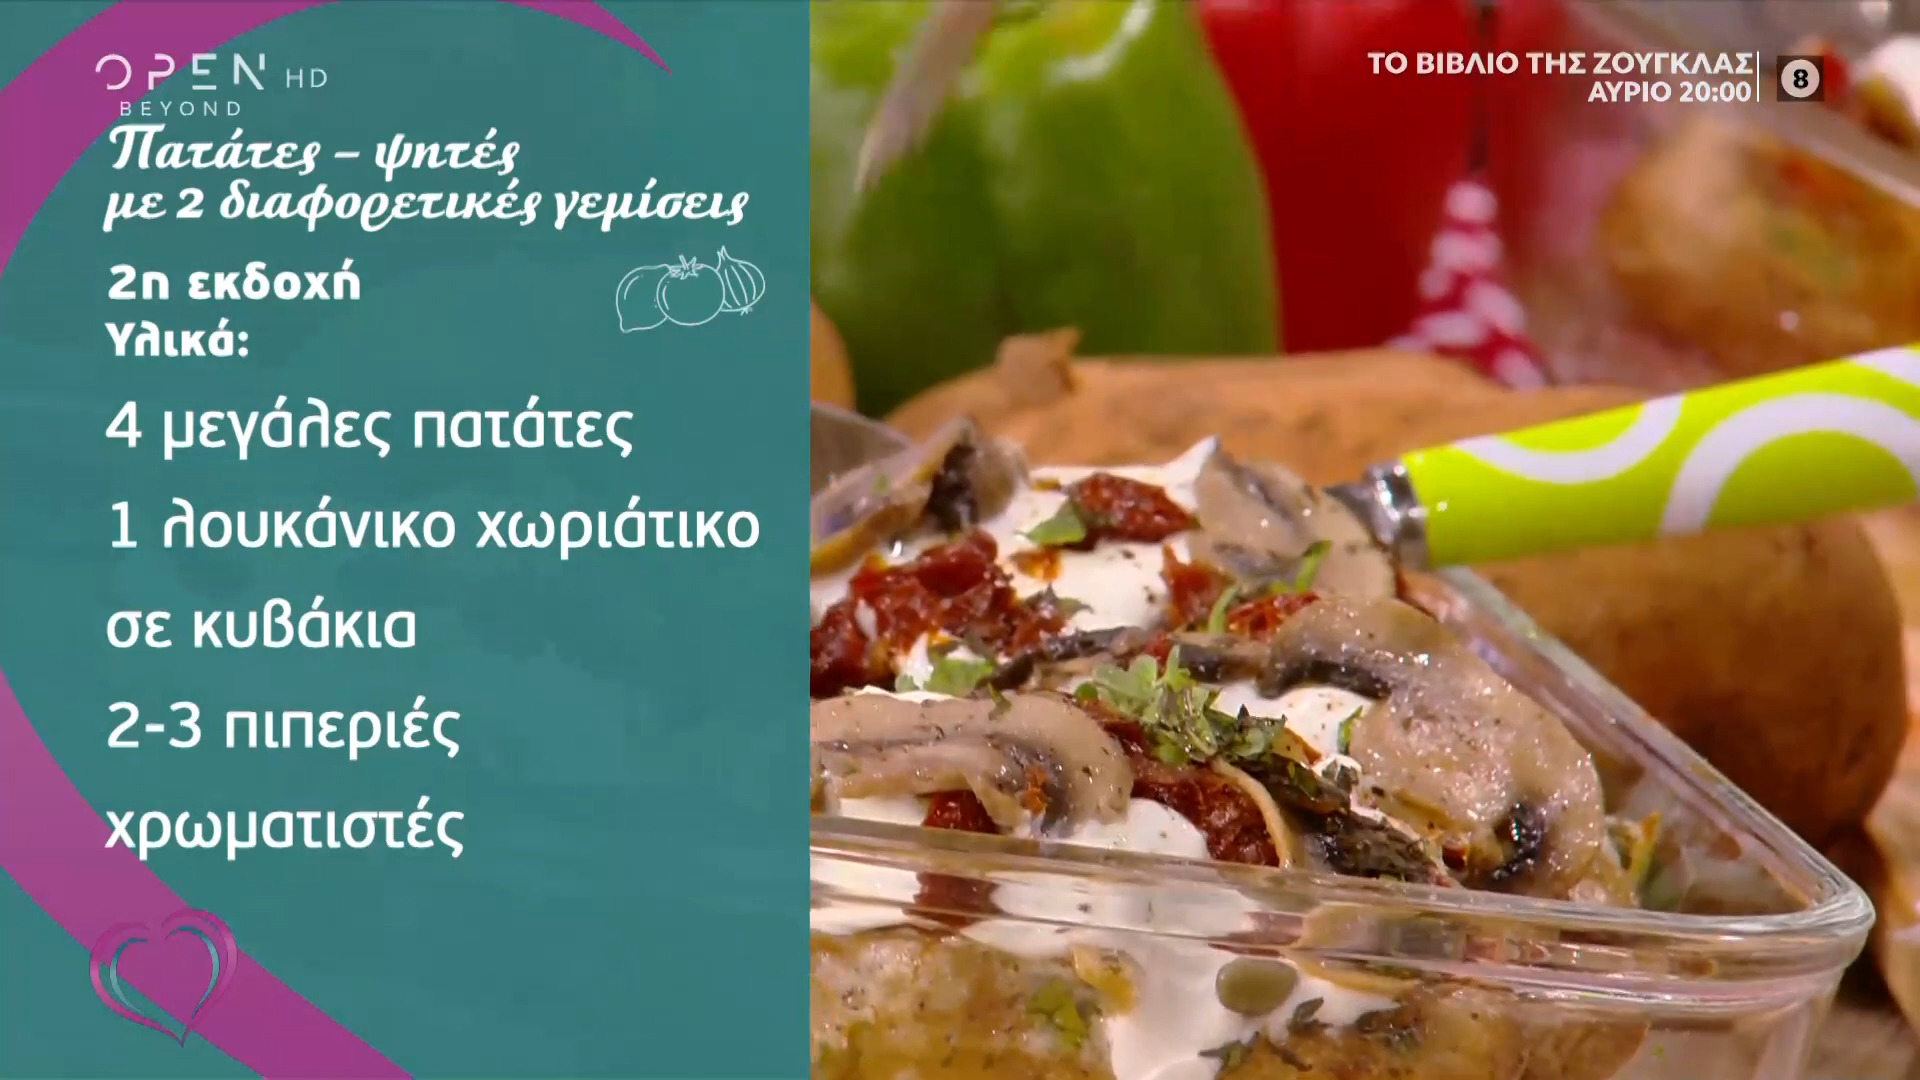 OPEN HD
BEYOND
Πατάτες – ψητές
με 2 διαφορετικές γεμίσεις
2η εκδοχή
Υλικά:
4 μεγάλες πατάτες
1 λουκάνικο χωριάτικο
σε κυβάκια
2-3 πιπεριές
χρωματιστές
ΤΟ ΒΙΒΛΙΟ ΤΗΣ ΖΟΥΓΚΛΑΣ
ΑΥΡΙΟ 20:00
8